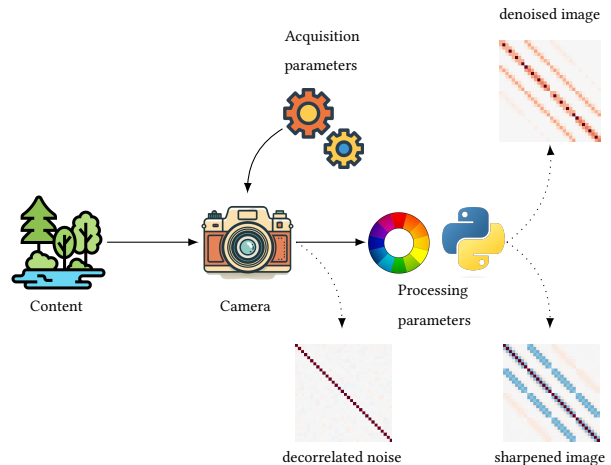 denoised image
Acquisition
parameters
Content
Camera
Processing
parameters
decorrelated noise
sharpened image